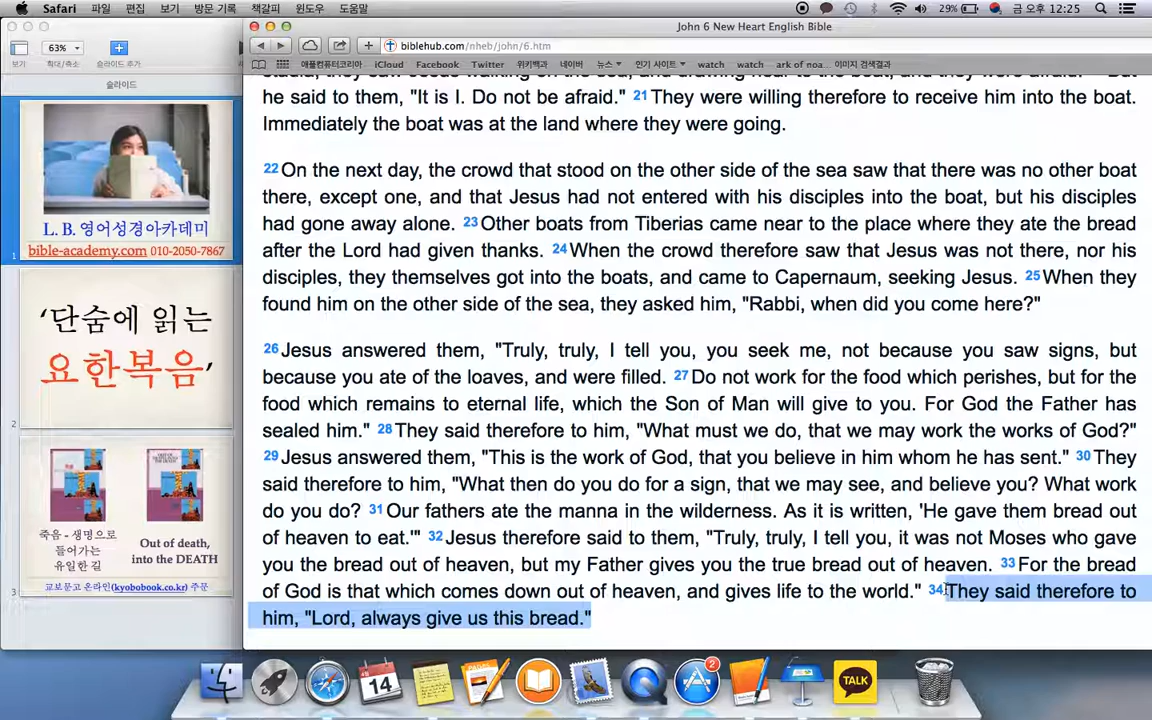 Safari 파일 편집 보기 방문 기록 책갈피 윈도우 도움말 29% 금 오후 12:25
63%
보기 확대/축소 슬라이드 추가
슬라이드
L. B. 영어성경아카데미
bible-academy.com 010-2050-7867
1
‘단숨에 읽는
요한복음’
2
죽음 - 생명으로
들어가는
유일한 길
Out of death,
into the DEATH
교보문고 온라인(kyobobook.co.kr) 주문
3
John 6 New Heart English Bible
biblehub.com/nheb/john/6.htm
애플컴퓨터코리아 iCloud Facebook Twitter 위키백과 네이버 뉴스 인기 사이트 watch watch ark of noa... 이미지 검색결과
he said to them, "It is I. Do not be afraid." 21 They were willing therefore to receive him into the boat.
Immediately the boat was at the land where they were going.
22 On the next day, the crowd that stood on the other side of the sea saw that there was no other boat
there, except one, and that Jesus had not entered with his disciples into the boat, but his disciples
had gone away alone. 23 Other boats from Tiberias came near to the place where they ate the bread
after the Lord had given thanks. 24 When the crowd therefore saw that Jesus was not there, nor his
disciples, they themselves got into the boats, and came to Capernaum, seeking Jesus. 25 When they
found him on the other side of the sea, they asked him, "Rabbi, when did you come here?"
26 Jesus answered them, "Truly, truly, I tell you, you seek me, not because you saw signs, but
because you ate of the loaves, and were filled. 27 Do not work for the food which perishes, but for the
food which remains to eternal life, which the Son of Man will give to you. For God the Father has
sealed him." 28 They said therefore to him, "What must we do, that we may work the works of God?"
29 Jesus answered them, "This is the work of God, that you believe in him whom he has sent." 30 They
said therefore to him, "What then do you do for a sign, that we may see, and believe you? What work
do you do? 31 Our fathers ate the manna in the wilderness. As it is written, 'He gave them bread out
of heaven to eat.'" 32 Jesus therefore said to them, "Truly, truly, I tell you, it was not Moses who gave
you the bread out of heaven, but my Father gives you the true bread out of heaven. 33 For the bread
of God is that which comes down out of heaven, and gives life to the world." 34 They said therefore to
him, "Lord, always give us this bread."
14
2
TALK